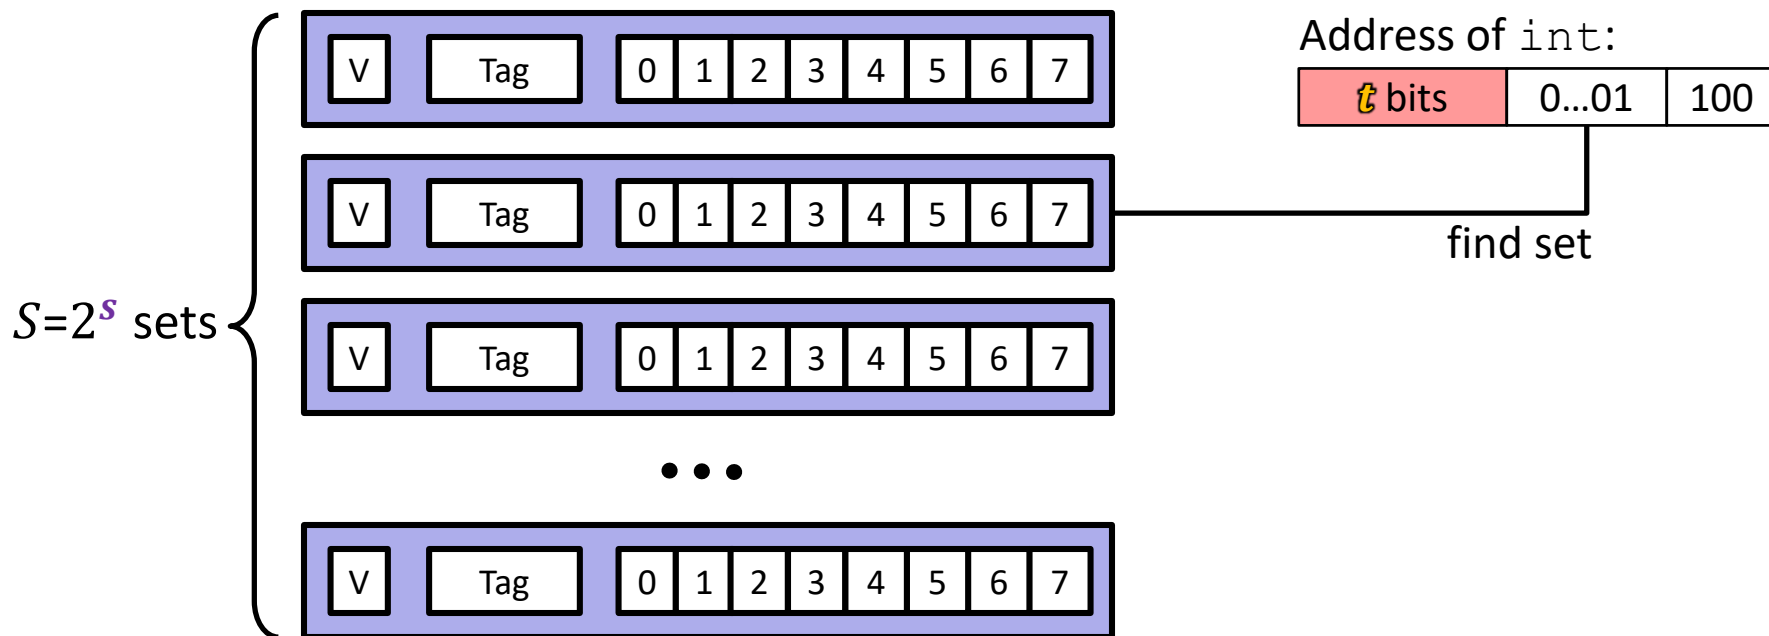 Address of int:
V Tag 0 1 2 3 4 5 6 7
t bits 0...01 100
V Tag 0 1 2 3 4 5 6 7
find set
S=2^s sets
V Tag 0 1 2 3 4 5 6 7
•••
V Tag 0 1 2 3 4 5 6 7